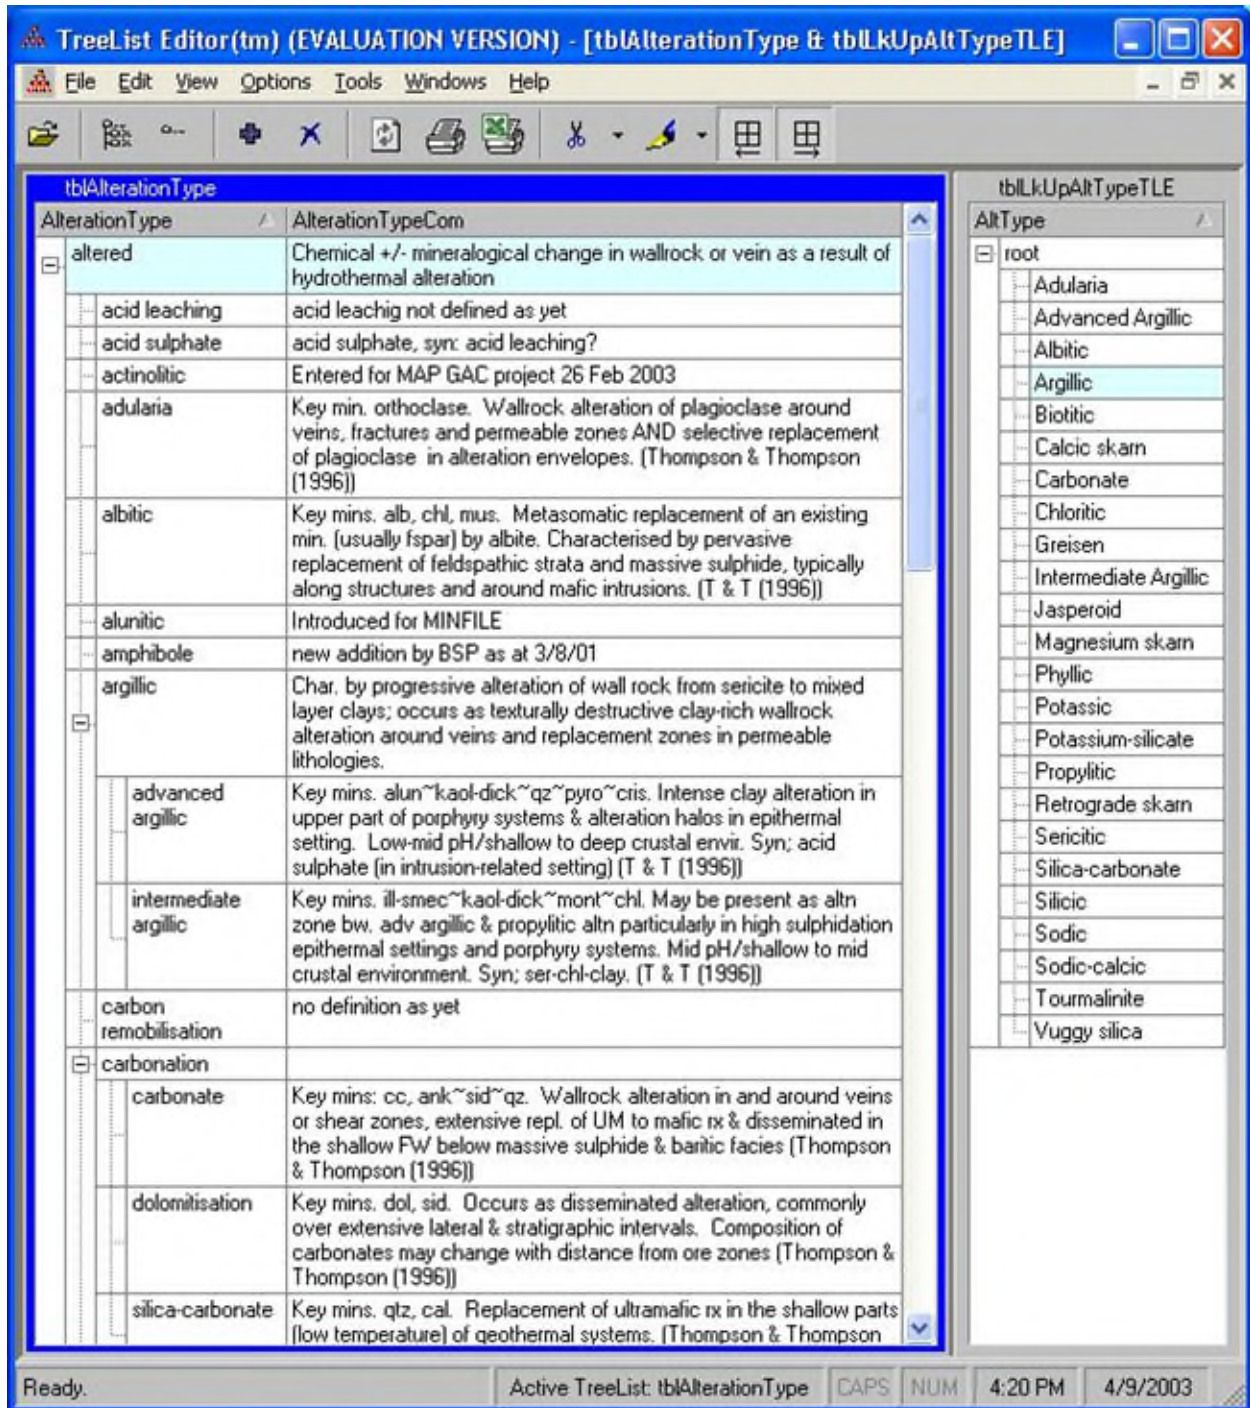 TreeList Editor(tm) (EVALUATION VERSION) - [tblAlterationType & tblLkUpAltTypeTLE]
File Edit View Options Tools Windows Help
tblAlterationType
AlterationType AlterationTypeCom
altered Chemical +/- mineralogical change in wallrock or vein as a result of
hydrothermal alteration
acid leaching acid leachig not defined as yet
acid sulphate acid sulphate, syn: acid leaching?
actinolitic Entered for MAP GAC project 26 Feb 2003
adularia Key min. orthoclase. Wallrock alteration of plagioclase around
veins, fractures and permeable zones AND selective replacement
of plagioclase in alteration envelopes. (Thompson & Thompson
(1996))
albitic Key mins. alb, chl, mus. Metasomatic replacement of an existing
min. (usually fspar) by albite. Characterised by pervasive
replacement of feldspathic strata and massive sulphide, typically
along structures and around mafic intrusions. (T & T (1996))
alunitic Introduced for MINFILE
amphibole new addition by BSP as at 3/8/01
argillic Char. by progressive alteration of wall rock from sericite to mixed
layer clays; occurs as texturally destructive clay-rich wallrock
alteration around veins and replacement zones in permeable
lithologies.
advanced Key mins. alun~kaol-dick~qz~pyro~cris. Intense clay alteration in
argillic upper part of porphyry systems & alteration halos in epithermal
setting. Low-mid pH/shallow to deep crustal envir. Syn; acid
sulphate (in intrusion-related setting) (T & T (1996))
intermediate Key mins. ill-smec~kaol-dick~mont~chl. May be present as altn
argillic zone bw. adv argillic & propylitic altn particularly in high sulphidation
epithermal settings and porphyry systems. Mid pH/shallow to mid
crustal environment. Syn; ser-chl-clay. (T & T (1996))
carbon no definition as yet
remobilisation
carbonation
carbonate Key mins: cc, ank~sid~qz. Wallrock alteration in and around veins
or shear zones, extensive repl. of UM to mafic rx & disseminated in
the shallow FW below massive sulphide & baritic facies (Thompson
& Thompson (1996))
dolomitisation Key mins. dol, sid. Occurs as disseminated alteration, commonly
over extensive lateral & stratigraphic intervals. Composition of
carbonates may change with distance from ore zones (Thompson &
Thompson (1996))
silica-carbonate Key mins. qtz, cal. Replacement of ultramafic rx in the shallow parts
(low temperature) of geothermal systems. (Thompson & Thompson
tblLkUpAltTypeTLE
AltType
root
Adularia
Advanced Argillic
Albitic
Argillic
Biotitic
Calcic skarn
Carbonate
Chloritic
Greisen
Intermediate Argillic
Jasperoid
Magnesium skarn
Phyllic
Potassic
Potassium-silicate
Propylitic
Retrograde skarn
Sericitic
Silica-carbonate
Silicic
Sodic
Sodic-calcic
Tourmalinite
Vuggy silica
Ready. Active TreeList: tblAlterationType CAPS NUM 4:20 PM 4/9/2003